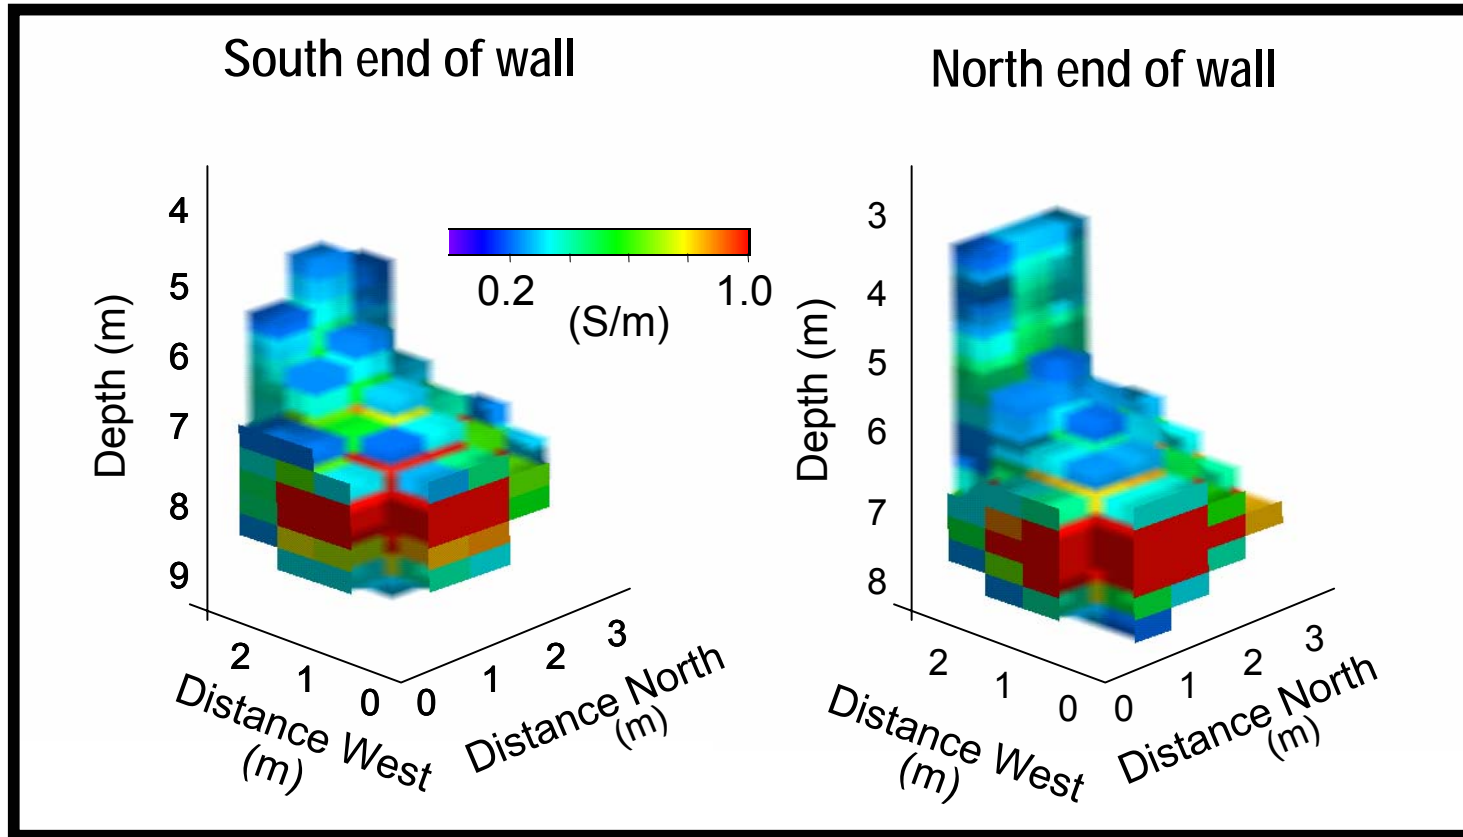 South end of wall
North end of wall
4
5
6
7
8
9
Depth (m)
0.2
1.0
(S/m)
2
1
0
Distance West
(m)
0
1
2
3
Distance North
(m)
3
4
5
6
7
8
Depth (m)
2
1
0
Distance West
(m)
0
1
2
3
Distance North
(m)